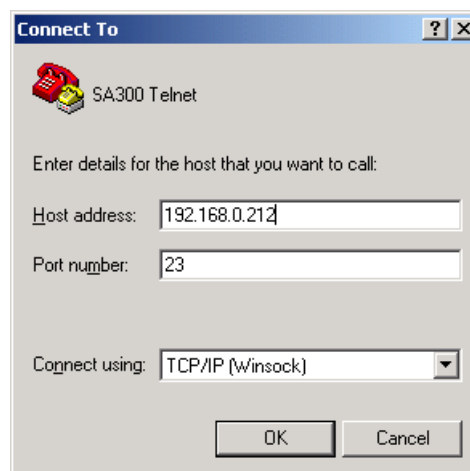 Connect To
SA300 Telnet
Enter details for the host that you want to call:
Host address: 192.168.0.212
Port number: 23
Connect using: TCP/IP (Winsock)
OK Cancel